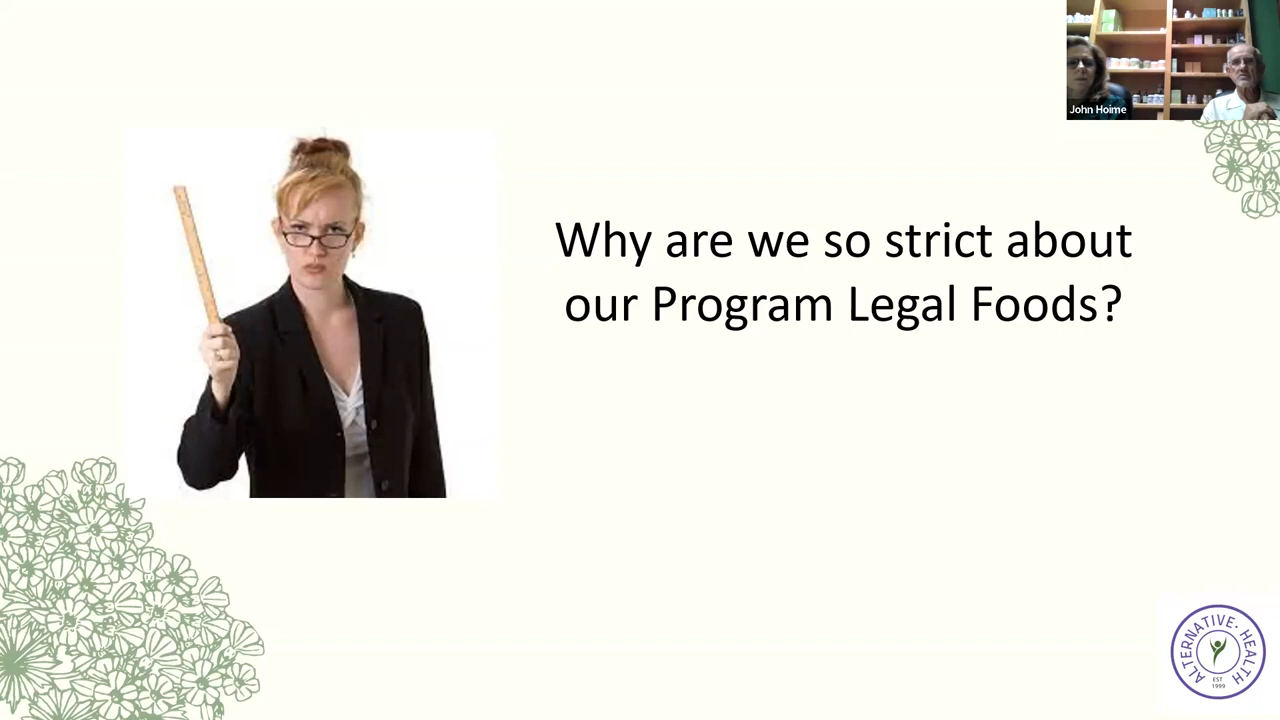 John Hoime
Why are we so strict about
our Program Legal Foods?
ALTERNATIVE · HEALTH
EST
1999